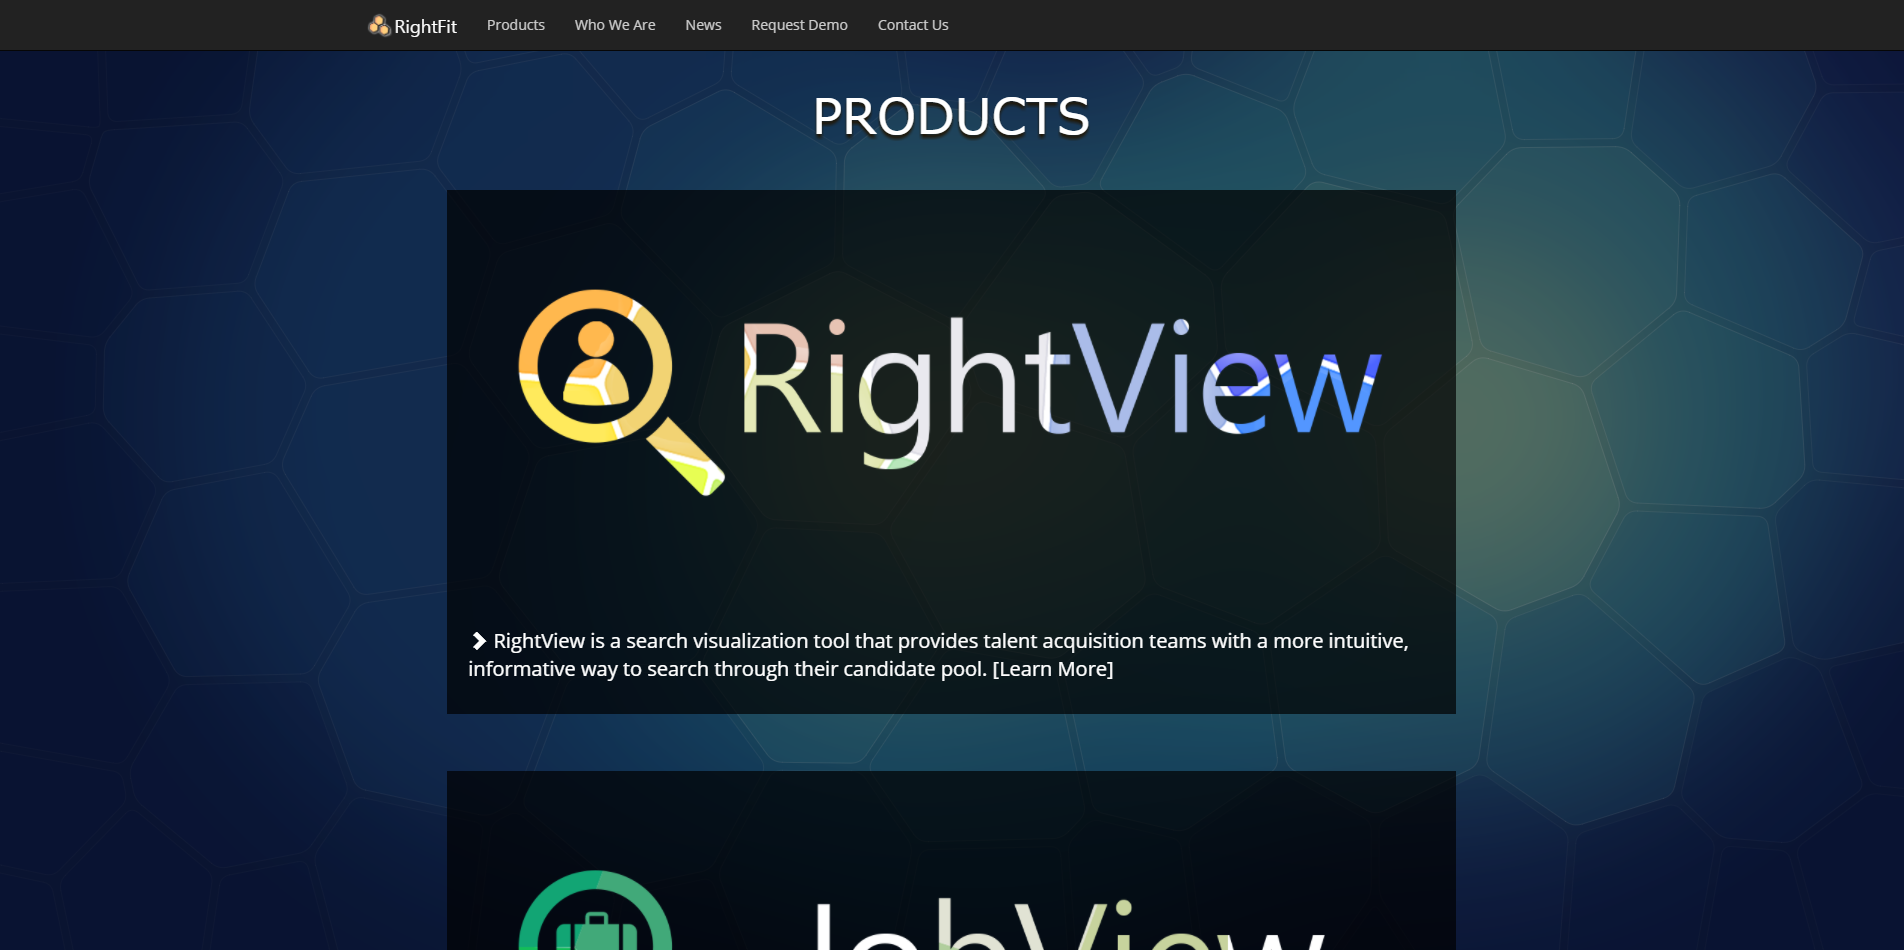 RightFit Products Who We Are News Request Demo Contact Us
PRODUCTS
RightView
RightView is a search visualization tool that provides talent acquisition teams with a more intuitive,
informative way to search through their candidate pool. [Learn More]
JobView